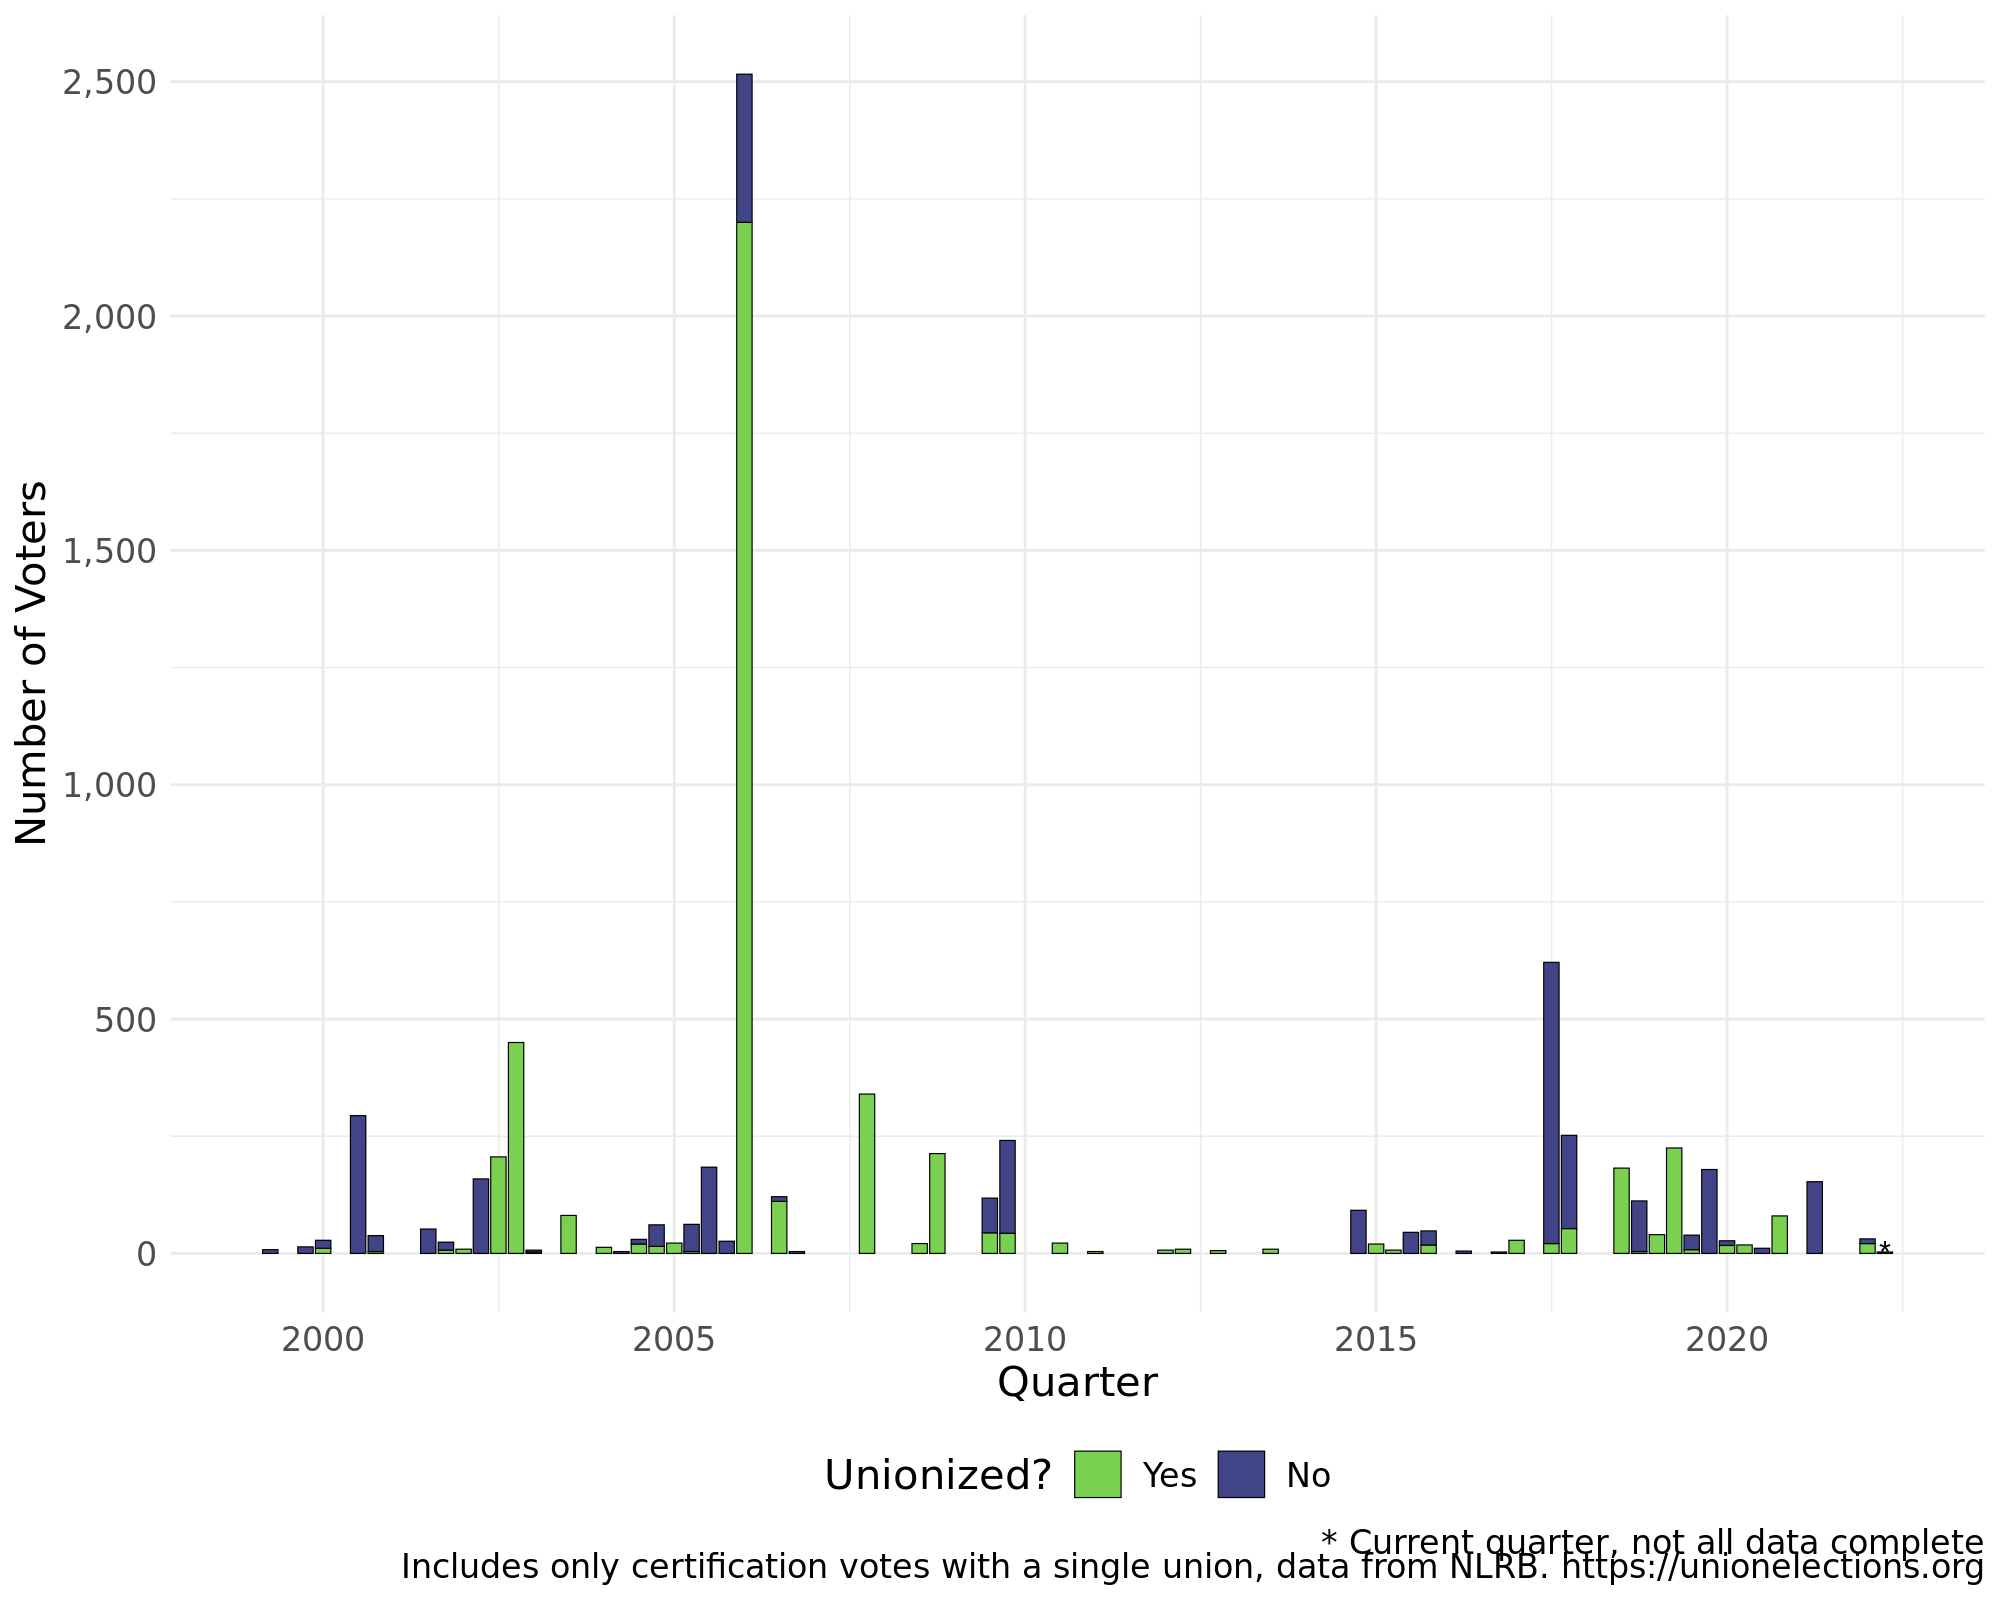 2,500
2,000
1,500
1,000
500
0
Number of Voters
*
2000 2005 2010 2015 2020
Quarter
Unionized? Yes No
* Current quarter, not all data complete
Includes only certification votes with a single union, data from NLRB. https://unionelections.org